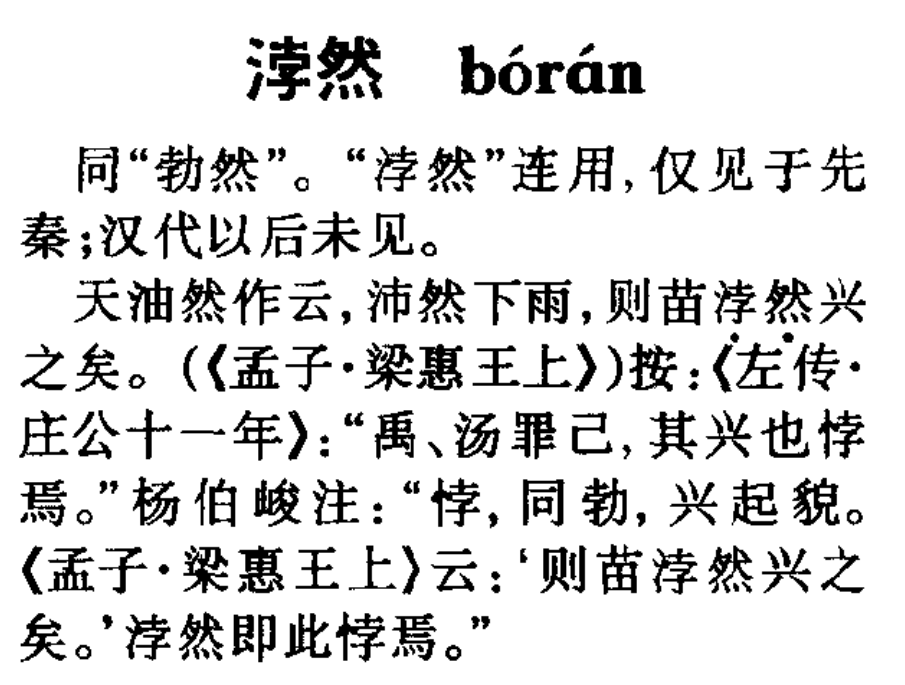 浡然 bórán
同“勃然”。“浡然”连用,仅见于先
秦;汉代以后未见。
天油然作云,沛然下雨,则苗浡然兴
之矣。(《孟子·梁惠王上》)按:《左传·
庄公十一年》:“禹、汤罪己,其兴也悖
焉。”杨伯峻注:“悖,同勃,兴起貌。
《孟子·梁惠王上》云:‘则苗浡然兴之
矣。’浡然即此悖焉。”